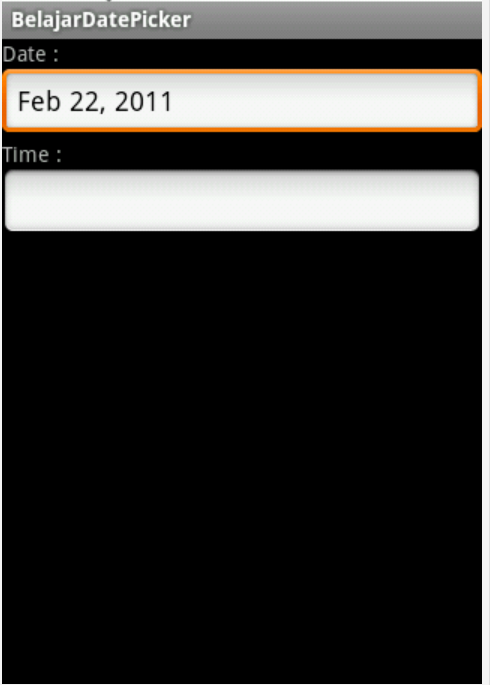 BelajarDatePicker
Date :
Feb 22, 2011
Time :